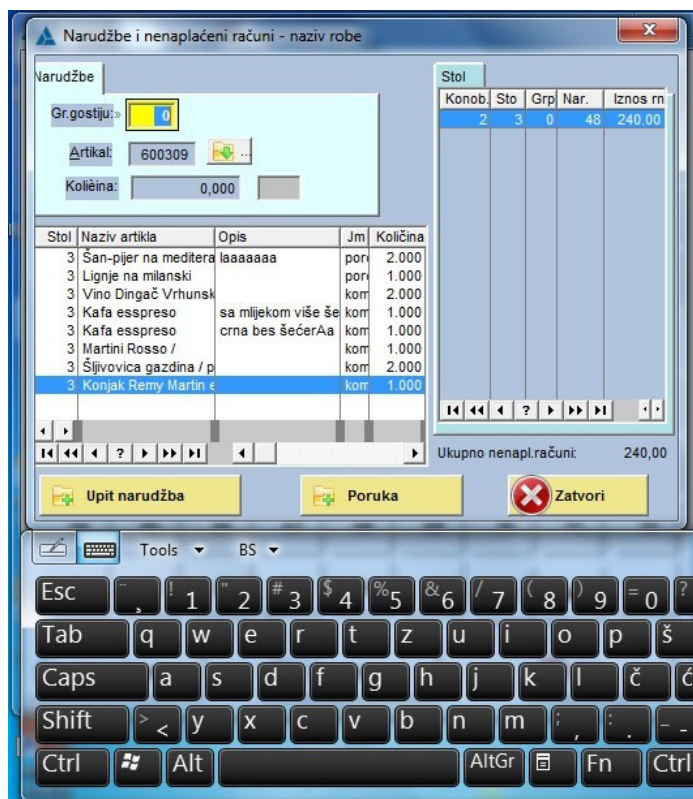 Narudžbe i nenaplaćeni računi - naziv robe
Narudžbe
Gr.gostiju:» 0
Artikal: 600309 ...
Kolièina: 0,000
Stol
Konob. Sto Grp Nar. Iznos rn
2 3 0 48 240.00
Stol Naziv artikla Opis Jm Količina
3 Šan-pijer na meditera laaaaaaa por 2.000
3 Lignje na milanski por 1.000
3 Vino Dingač Vrhunsk kom 2.000
3 Kafa esspreso sa mlijekom više še kom 1.000
3 Kafa esspreso crna bes šećerAa kom 1.000
3 Martini Rosso / kom 1.000
3 Šljivovica gazdina / p kom 2.000
3 Konjak Remy Martin e kom 1.000
?
?
Ukupno nenapl.računi: 240,00
Upit narudžba Poruka Zatvori
Tools BS
Esc ¨ ¸ ! 1 " 2 # 3 $ 4 % 5 & 6 / 7 ( 8 ) 9 = 0 ?
Tab q w e r t z u i o p š
Caps a s d f g h j k l č ć
Shift > < y x c v b n m ; , : . _ -
Ctrl Alt AltGr Fn Ctrl